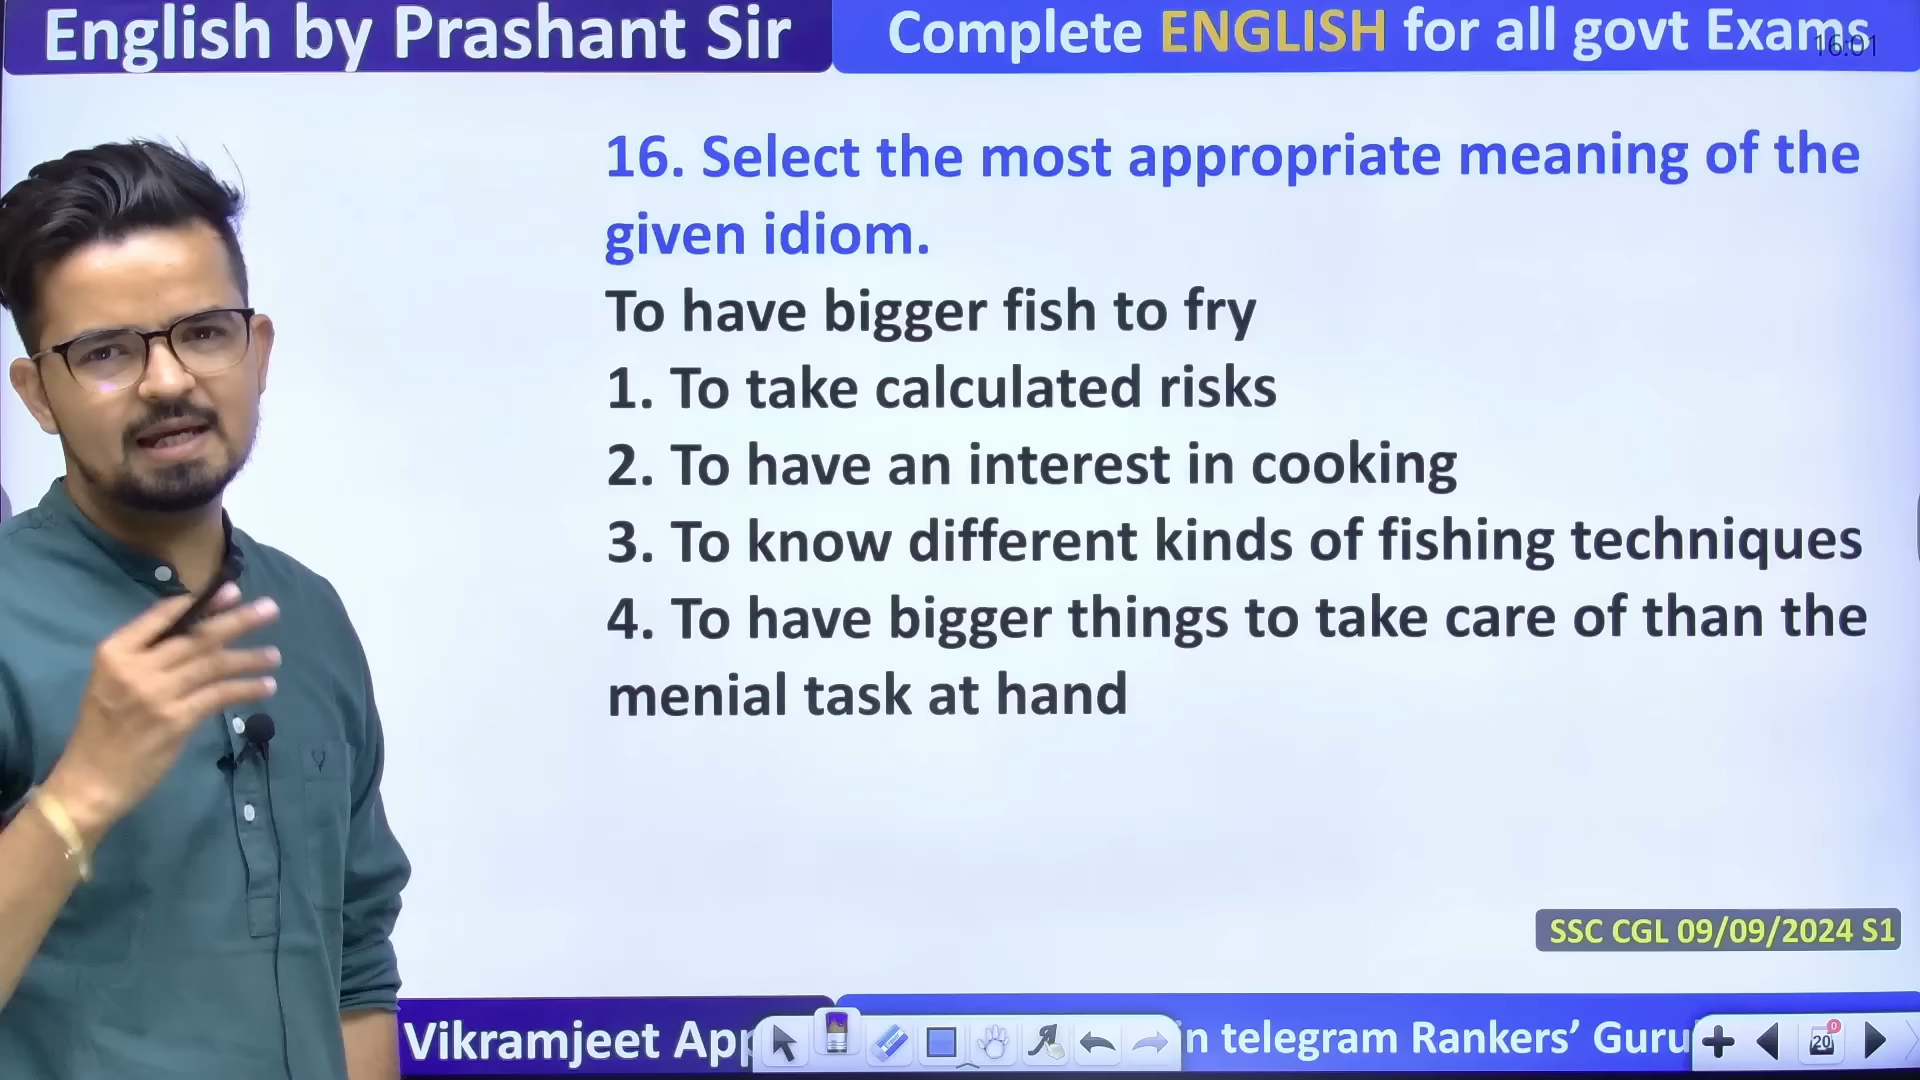 English by Prashant Sir
Complete ENGLISH for all govt Exams
16:01
16. Select the most appropriate meaning of the
given idiom.
To have bigger fish to fry
1. To take calculated risks
2. To have an interest in cooking
3. To know different kinds of fishing techniques
4. To have bigger things to take care of than the
menial task at hand
SSC CGL 09/09/2024 S1
Vikramjeet App
in telegram Rankers’ Guru
20
0